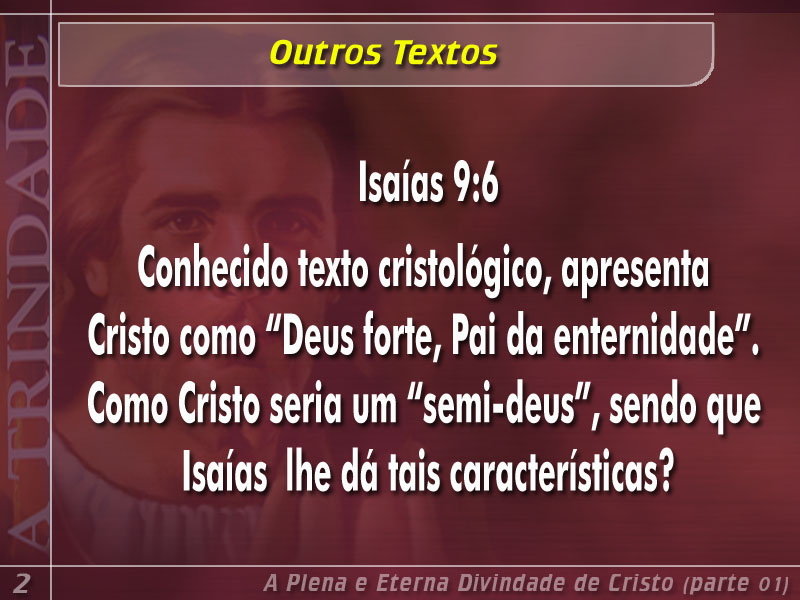 Outros Textos
A TRINDADE
Isaías 9:6
Conhecido texto cristológico, apresenta
Cristo como “Deus forte, Pai da enternidade”.
Como Cristo seria um “semi-deus”, sendo que
Isaías lhe dá tais características?
2
A Plena e Eterna Divindade de Cristo (parte 01)